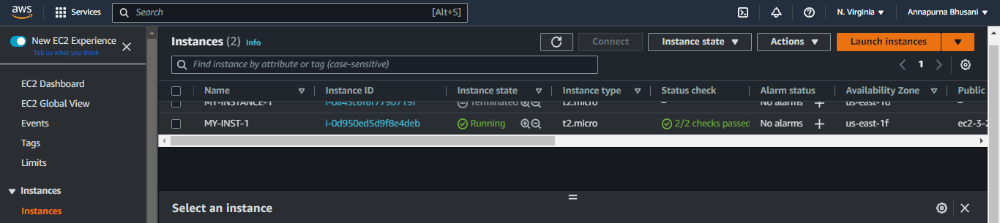 aws
Services
Search
[Alt+S]
N. Virginia
Annapurna Bhusani
New EC2 Experience
Tell us what you think
EC2 Dashboard
EC2 Global View
Events
Tags
Limits
Instances
Instances
Instances (2) Info
Connect
Instance state
Actions
Launch instances
Find instance by attribute or tag (case-sensitive)
1
Name Instance ID Instance state Instance type Status check Alarm status Availability Zone Public
MY-INSTANCE-1 Terminated t2.micro – No alarms + us-east-1d –
MY-INST-1 i-0d950ed5d9f8e4deb Running t2.micro 2/2 checks passed No alarms + us-east-1f ec2-3-2
Select an instance